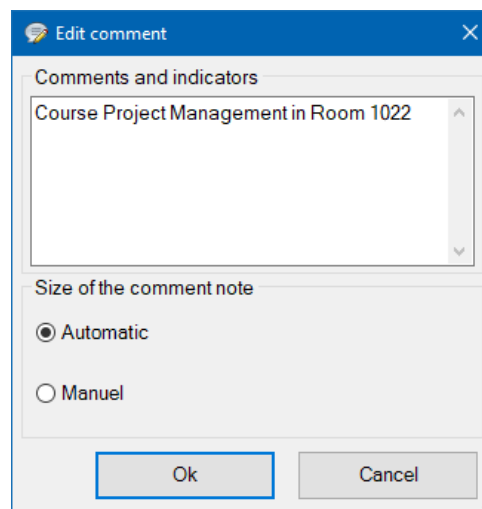 Edit comment
Comments and indicators
Course Project Management in Room 1022
Size of the comment note
Automatic
Manuel
Ok Cancel